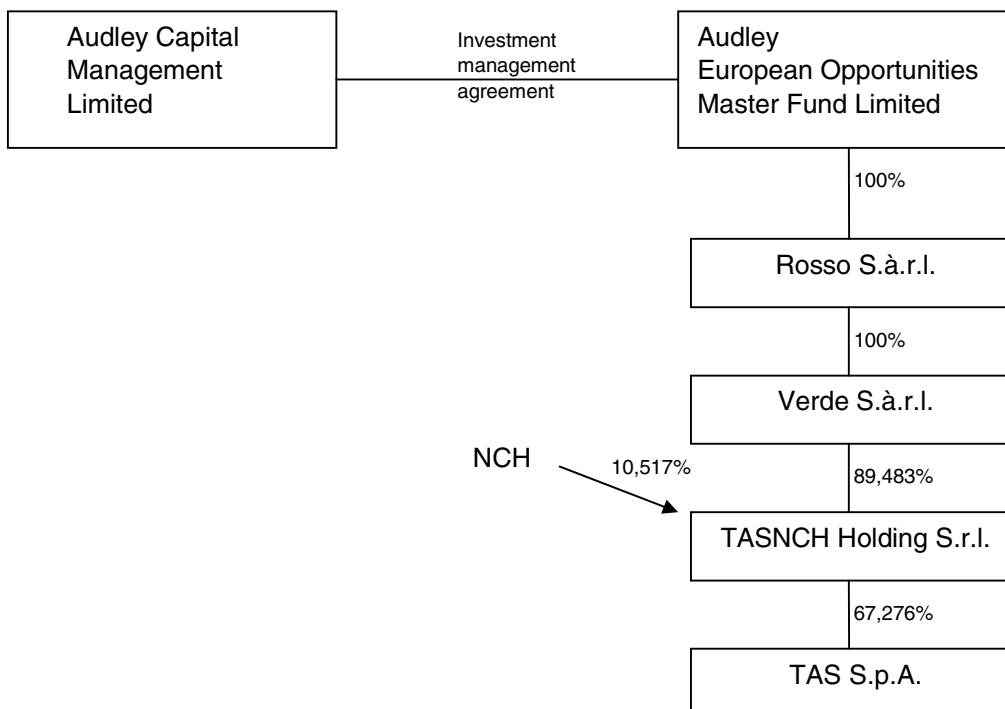 Audley Capital
Management
Limited
Investment
management
agreement
Audley
European Opportunities
Master Fund Limited
100%
Rosso S.à.r.l.
100%
Verde S.à.r.l.
NCH
10,517%
89,483%
TASNCH Holding S.r.l.
67,276%
TAS S.p.A.